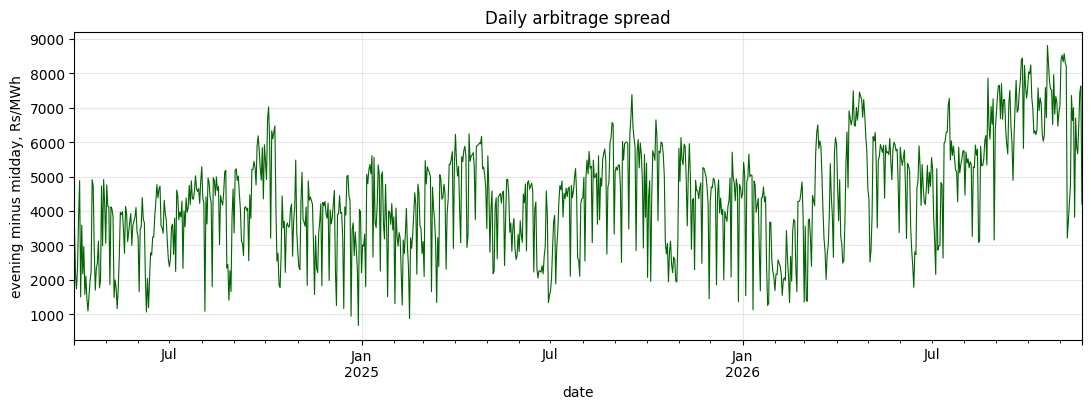 Daily arbitrage spread
evening minus midday, Rs/MWh
9000
8000
7000
6000
5000
4000
3000
2000
1000
Jul
Jan
2025
Jul
Jan
2026
Jul
date